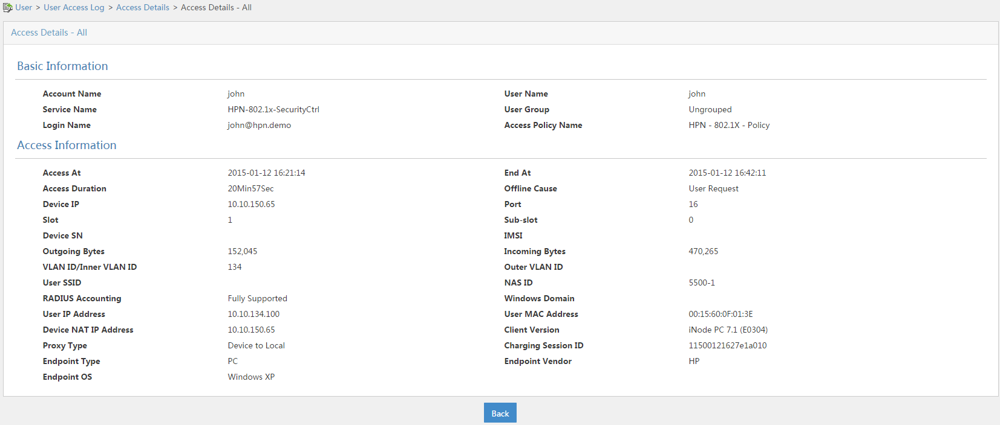 User > User Access Log > Access Details > Access Details - All
Access Details - All
Basic Information
Account Name john User Name john
Service Name HPN-802.1x-SecurityCtrl User Group Ungrouped
Login Name john@hpn.demo Access Policy Name HPN - 802.1X - Policy
Access Information
Access At 2015-01-12 16:21:14 End At 2015-01-12 16:42:11
Access Duration 20Min57Sec Offline Cause User Request
Device IP 10.10.150.65 Port 16
Slot 1 Sub-slot 0
Device SN IMSI
Outgoing Bytes 152,045 Incoming Bytes 470,265
VLAN ID/Inner VLAN ID 134 Outer VLAN ID
User SSID NAS ID 5500-1
RADIUS Accounting Fully Supported Windows Domain
User IP Address 10.10.134.100 User MAC Address 00:15:60:0F:01:3E
Device NAT IP Address 10.10.150.65 Client Version iNode PC 7.1 (E0304)
Proxy Type Device to Local Charging Session ID 11500121627e1a010
Endpoint Type PC Endpoint Vendor HP
Endpoint OS Windows XP
Back